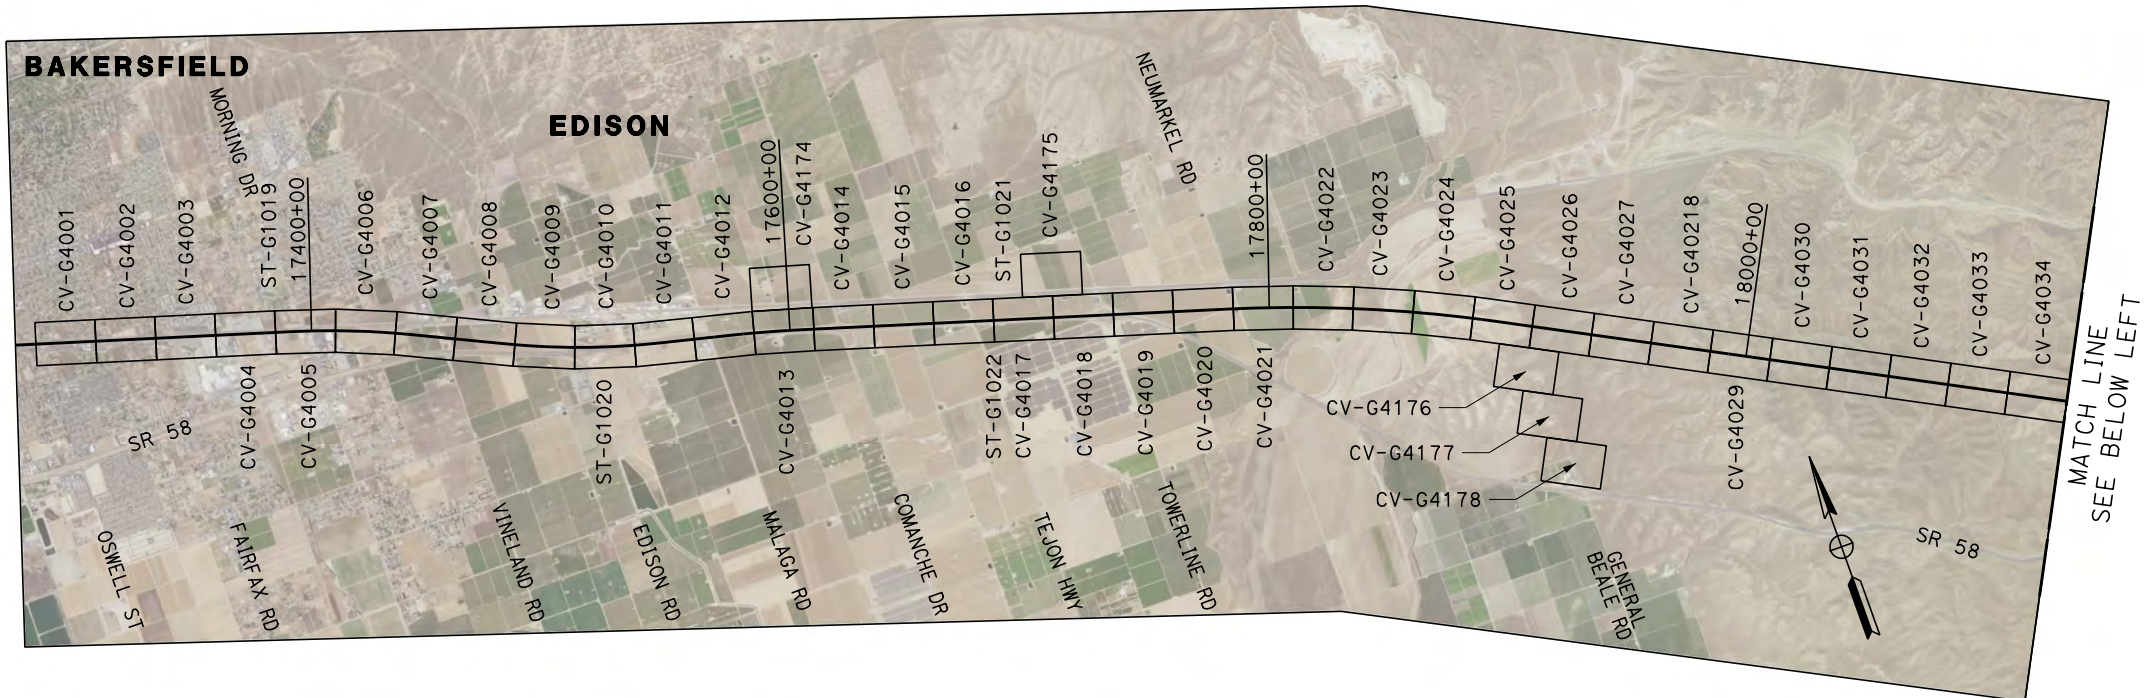 BAKERSFIELD
EDISON
MORNING DR
NEUMARKEL RD
CV-G4001
CV-G4002
CV-G4003
ST-G1019
17400+00
CV-G4006
CV-G4007
CV-G4008
CV-G4009
CV-G4010
CV-G4011
CV-G4012
17600+00
CV-G4174
CV-G4014
CV-G4015
CV-G4016
ST-G1021
CV-G4175
17800+00
CV-G4022
CV-G4023
CV-G4024
CV-G4025
CV-G4026
CV-G4027
CV-G40218
18000+00
CV-G4030
CV-G4031
CV-G4032
CV-G4033
CV-G4034
MATCH LINE
SEE BELOW LEFT
CV-G4004
CV-G4005
ST-G1020
CV-G4013
ST-G1022
CV-G4017
CV-G4018
CV-G4019
CV-G4020
CV-G4021
CV-G4176
CV-G4177
CV-G4178
CV-G4029
SR 58
OSWELL ST
FAIRFAX RD
VINELAND RD
EDISON RD
MALAGA RD
COMANCHE DR
TEJON HWY
TOWERLINE RD
GENERAL
BEALE RD
SR 58